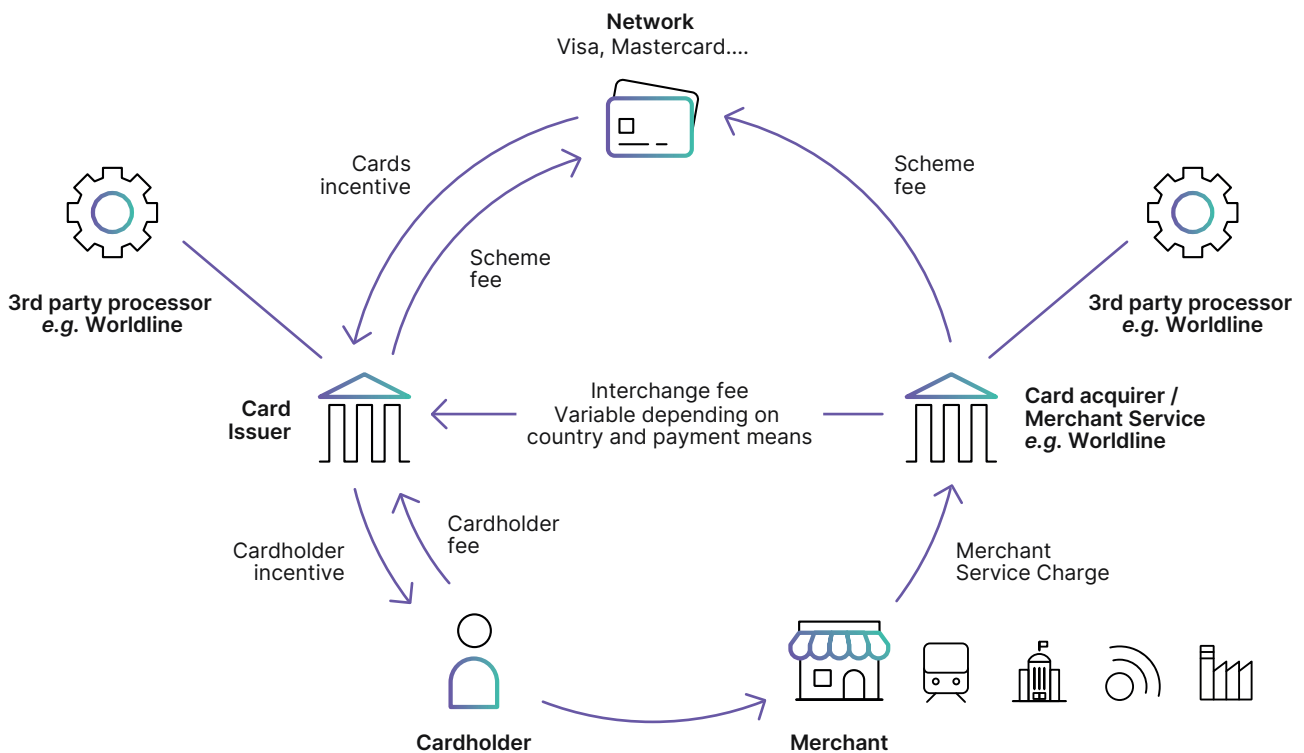 Network
Visa, Mastercard....
Cards
incentive
Scheme
fee
Scheme
fee
3rd party processor
e.g. Worldline
3rd party processor
e.g. Worldline
Card
Issuer
Interchange fee
Variable depending on
country and payment means
Card acquirer /
Merchant Service
e.g. Worldline
Cardholder
incentive
Cardholder
fee
Merchant
Service Charge
Cardholder
Merchant